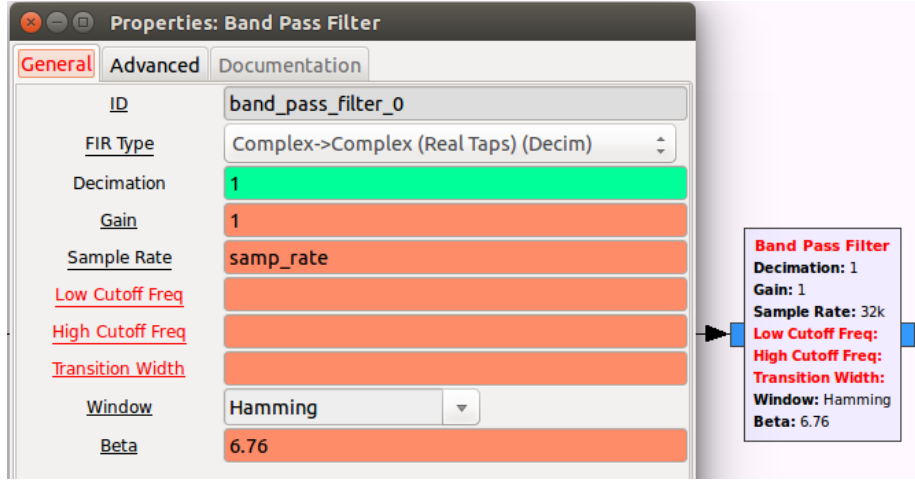 Properties: Band Pass Filter
General Advanced Documentation
ID band_pass_filter_0
FIR Type Complex->Complex (Real Taps) (Decim)
Decimation 1
Gain 1
Sample Rate samp_rate
Low Cutoff Freq
High Cutoff Freq
Transition Width
Window Hamming
Beta 6.76
Band Pass Filter
Decimation: 1
Gain: 1
Sample Rate: 32k
Low Cutoff Freq:
High Cutoff Freq:
Transition Width:
Window: Hamming
Beta: 6.76